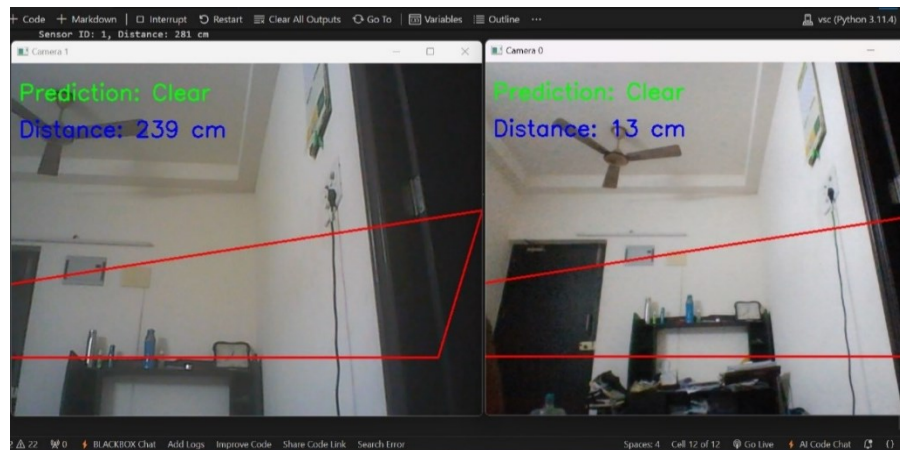 + Code + Markdown | Interrupt Restart Clear All Outputs Go To | Variables Outline ··· vsc (Python 3.11.4)
Sensor ID: 1, Distance: 281 cm
Camera 1
Prediction: Clear
Distance: 239 cm
Camera 0
Prediction: Clear
Distance: 13 cm
22 0 BLACKBOX Chat Add Logs Improve Code Share Code Link Search Error Spaces: 4 Cell 12 of 12 Go Live AI Code Chat {}